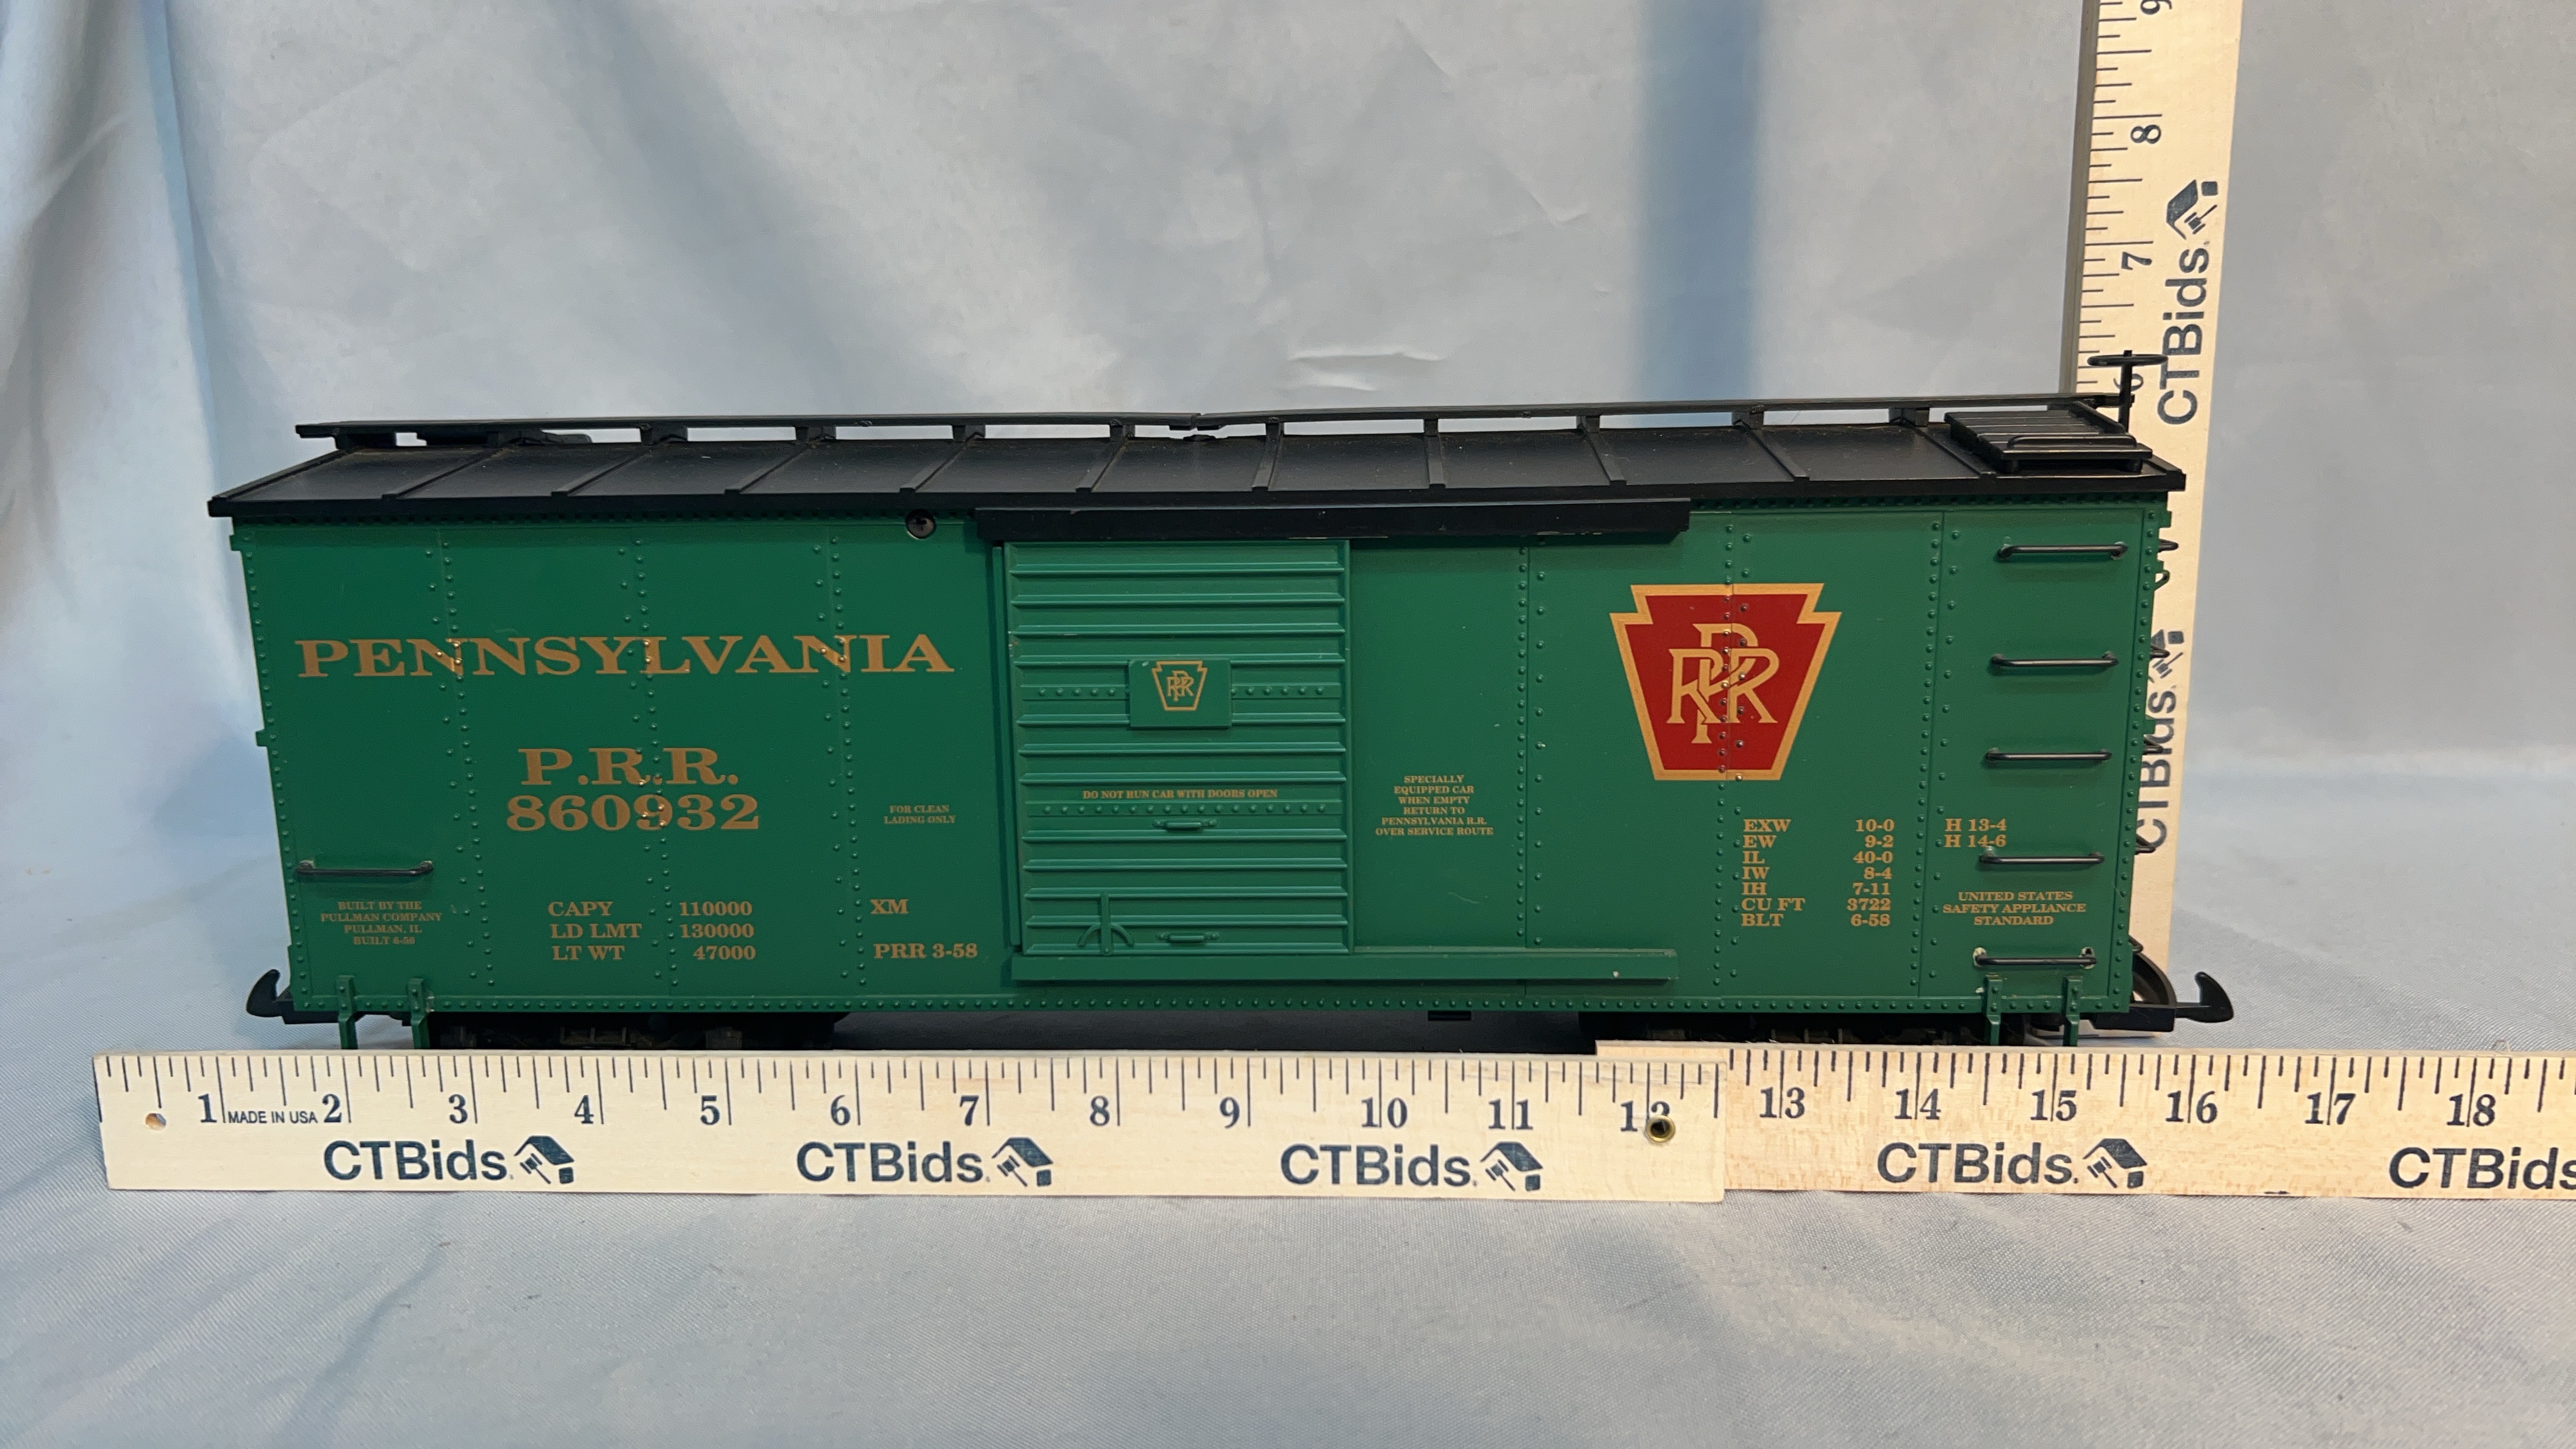 9
8
7
6
CTBids.
CTBids.
CTBids.
CTBids.
PENNSYLVANIA
P.R.R.
860932
FOR CLEAN
LADING ONLY
BUILT BY THE
PULLMAN COMPANY
PULLMAN, IL
CAPY 110000
LD LMT 130000
LT WT 47000
XM
PRR 3-58
PRR
DO NOT RUN CAR WITH DOORS OPEN
SPECIALLY
EQUIPPED CAR
WHEN EMPTY
RETURN TO
PENNSYLVANIA R.R.
OVER SERVICE ROUTE
PRR
EXW 10-0 H 13-4
EW 9-2 H 14-6
IL 40-0
IW 8-4
IH 7-11
CU FT 3722
BLT 6-58
UNITED STATES
SAFETY APPLIANCE
STANDARD
1 MADE IN USA 2 3 4 5 6 7 8 9 10 11 12 13 14 15 16 17 18
CTBids. CTBids. CTBids. CTBids. CTBids